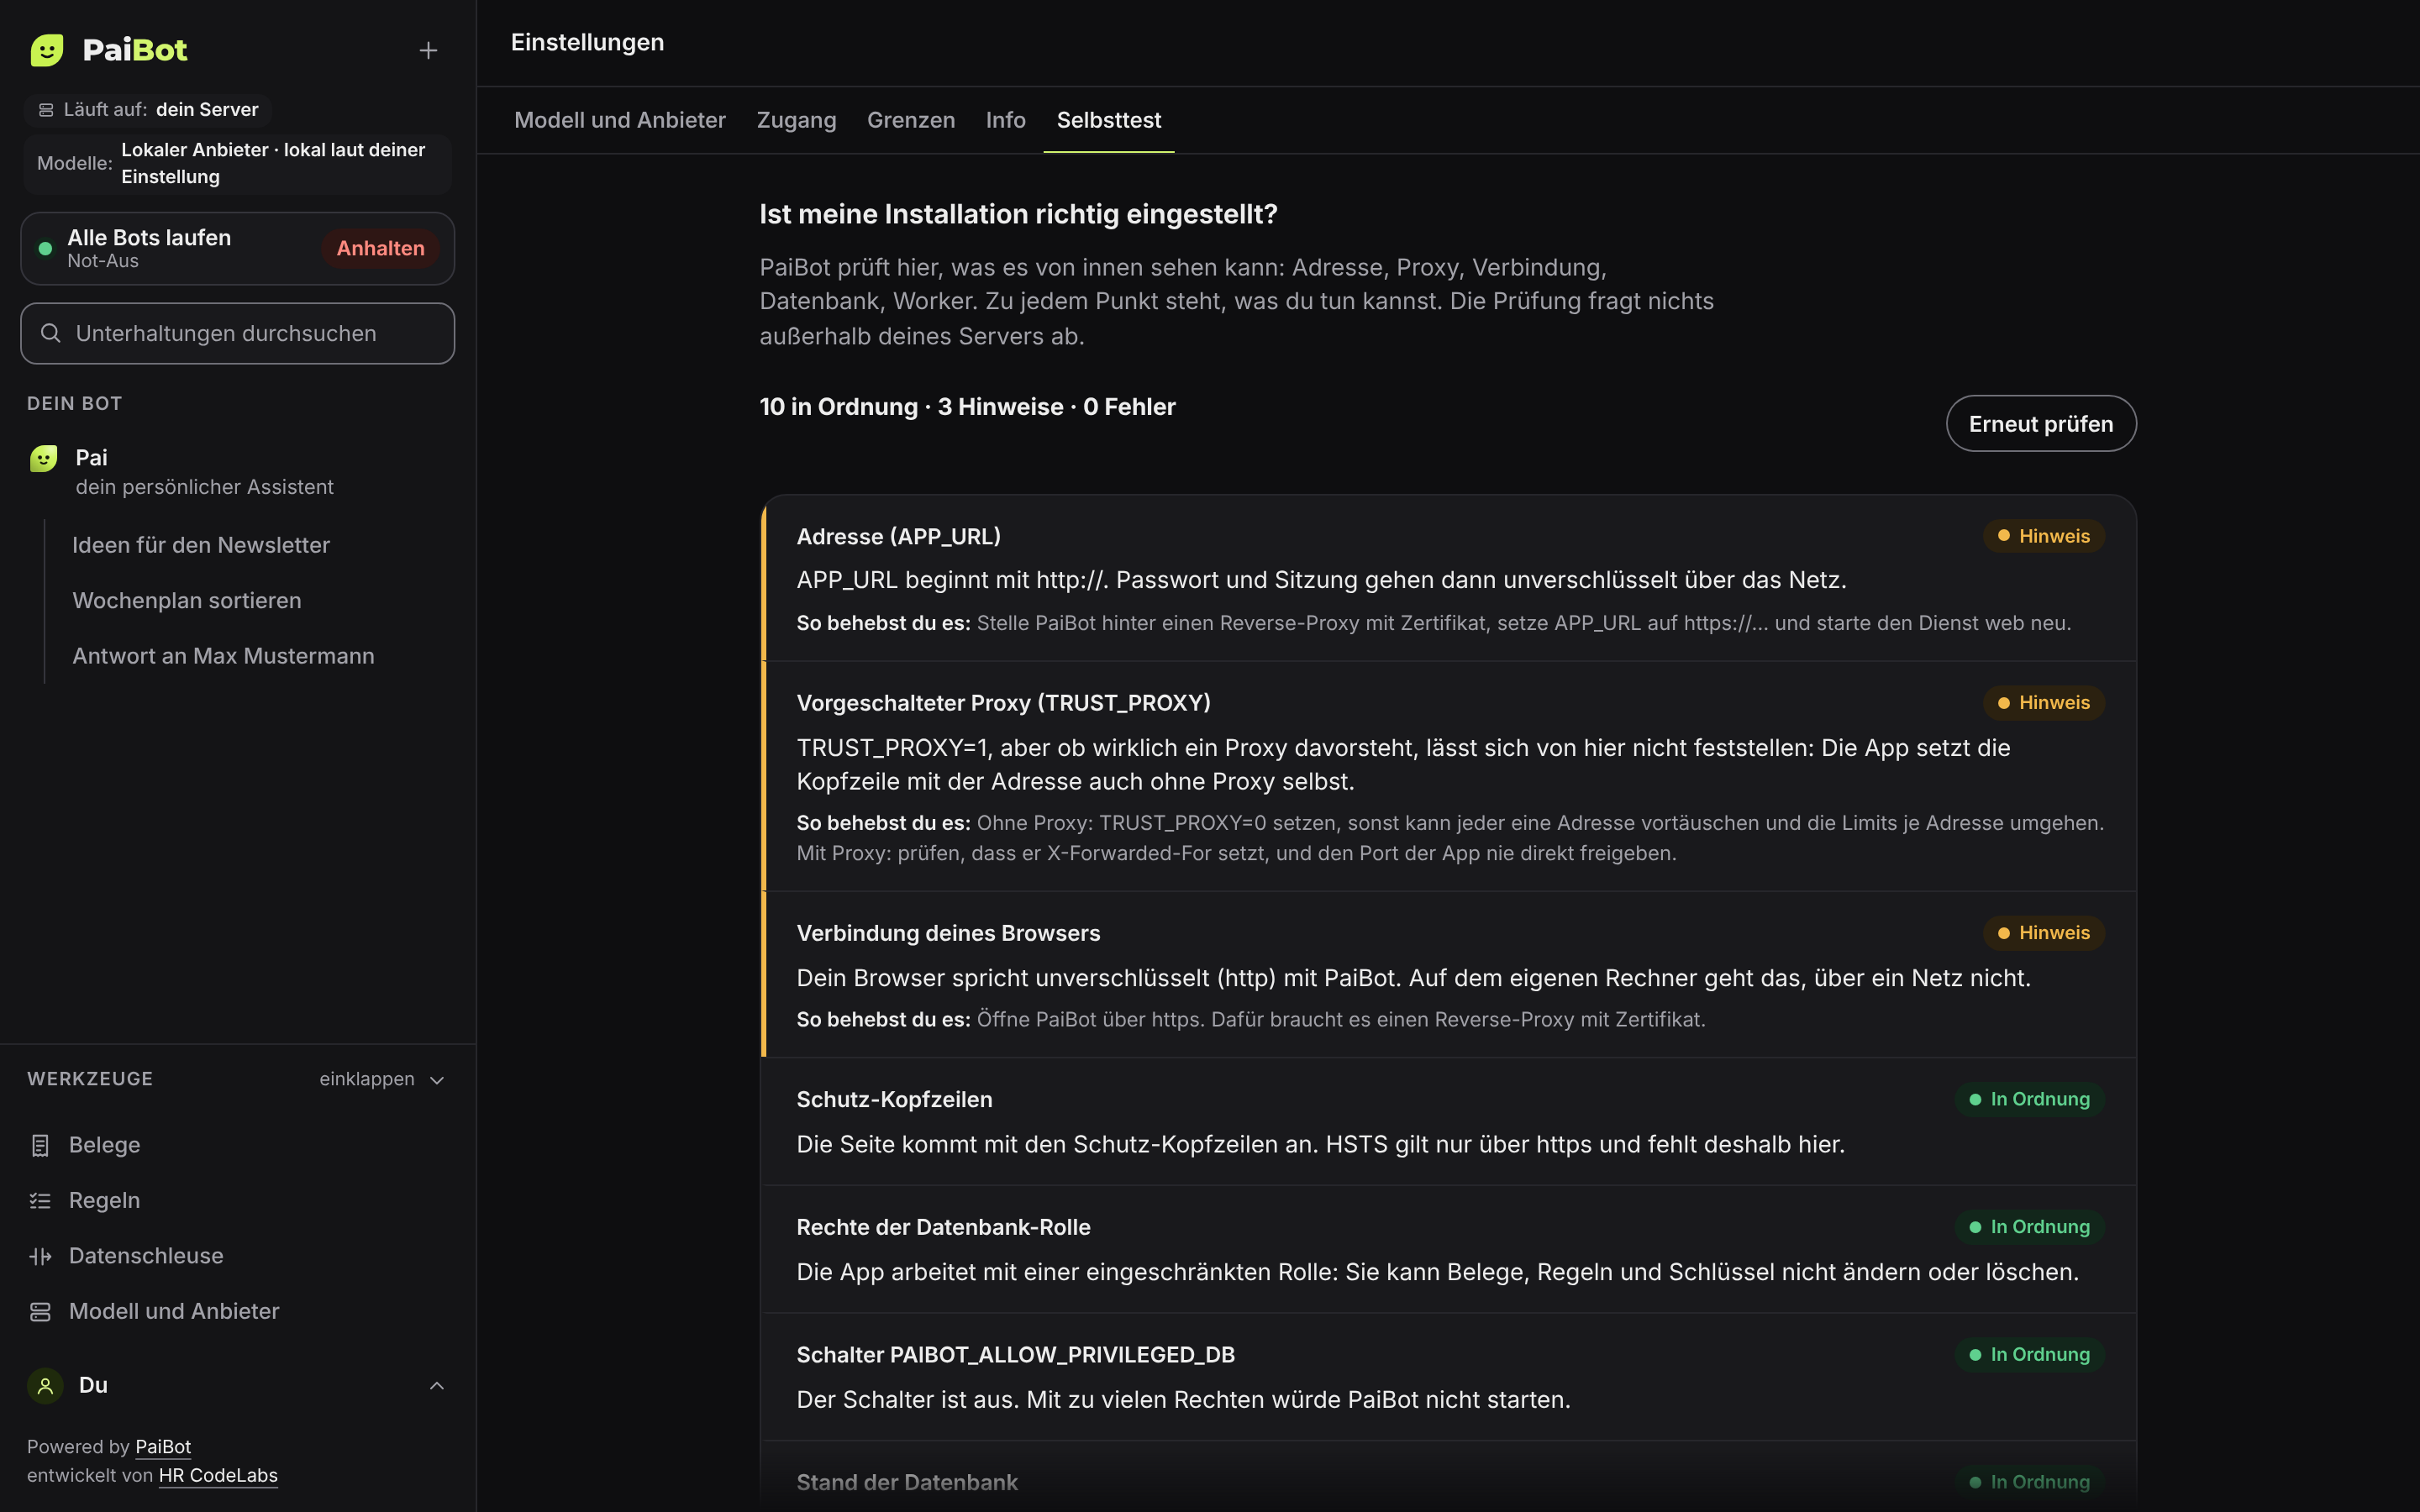 PaiBot
Läuft auf: dein Server
Modelle: Lokaler Anbieter · lokal laut deiner
Einstellung
Alle Bots laufen
Not-Aus
Anhalten
Unterhaltungen durchsuchen
DEIN BOT
Pai
dein persönlicher Assistent
Ideen für den Newsletter
Wochenplan sortieren
Antwort an Max Mustermann
WERKZEUGE
einklappen
Belege
Regeln
Datenschleuse
Modell und Anbieter
Du
Powered by PaiBot
entwickelt von HR CodeLabs
Einstellungen
Modell und Anbieter Zugang Grenzen Info Selbsttest
Ist meine Installation richtig eingestellt?
PaiBot prüft hier, was es von innen sehen kann: Adresse, Proxy, Verbindung,
Datenbank, Worker. Zu jedem Punkt steht, was du tun kannst. Die Prüfung fragt nichts
außerhalb deines Servers ab.
10 in Ordnung · 3 Hinweise · 0 Fehler
Erneut prüfen
Adresse (APP_URL)
Hinweis
APP_URL beginnt mit http://. Passwort und Sitzung gehen dann unverschlüsselt über das Netz.
So behebst du es: Stelle PaiBot hinter einen Reverse-Proxy mit Zertifikat, setze APP_URL auf https://... und starte den Dienst web neu.
Vorgeschalteter Proxy (TRUST_PROXY)
Hinweis
TRUST_PROXY=1, aber ob wirklich ein Proxy davorsteht, lässt sich von hier nicht feststellen: Die App setzt die
Kopfzeile mit der Adresse auch ohne Proxy selbst.
So behebst du es: Ohne Proxy: TRUST_PROXY=0 setzen, sonst kann jeder eine Adresse vortäuschen und die Limits je Adresse umgehen.
Mit Proxy: prüfen, dass er X-Forwarded-For setzt, und den Port der App nie direkt freigeben.
Verbindung deines Browsers
Hinweis
Dein Browser spricht unverschlüsselt (http) mit PaiBot. Auf dem eigenen Rechner geht das, über ein Netz nicht.
So behebst du es: Öffne PaiBot über https. Dafür braucht es einen Reverse-Proxy mit Zertifikat.
Schutz-Kopfzeilen
In Ordnung
Die Seite kommt mit den Schutz-Kopfzeilen an. HSTS gilt nur über https und fehlt deshalb hier.
Rechte der Datenbank-Rolle
In Ordnung
Die App arbeitet mit einer eingeschränkten Rolle: Sie kann Belege, Regeln und Schlüssel nicht ändern oder löschen.
Schalter PAIBOT_ALLOW_PRIVILEGED_DB
In Ordnung
Der Schalter ist aus. Mit zu vielen Rechten würde PaiBot nicht starten.
Stand der Datenbank
In Ordnung